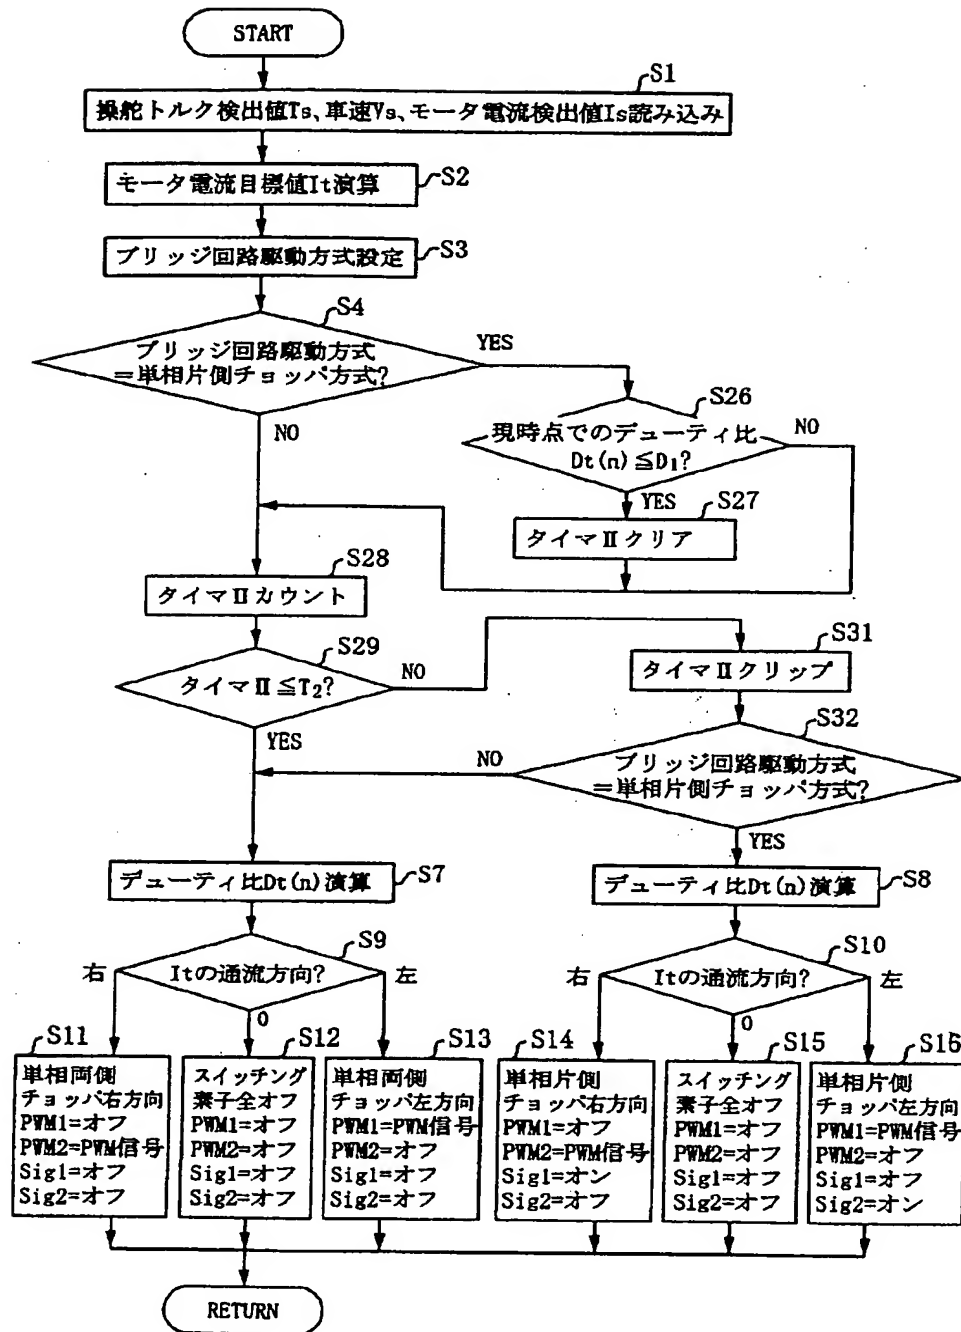 START
S1
操舵トルク検出値Ts、車速Vs、モータ電流検出値Is読み込み
S2
モータ電流目標値It演算
S3
ブリッジ回路駆動方式設定
S4
ブリッジ回路駆動方式
=単相片側チョッパ方式?
YES
NO
S26
現時点でのデューティ比
Dt(n)≦D1?
NO
YES
S27
タイマⅡクリア
S28
タイマⅡカウント
S29
タイマⅡ≦T2?
NO
YES
S31
タイマⅡクリップ
S32
ブリッジ回路駆動方式
=単相片側チョッパ方式?
NO
YES
デューティ比Dt(n)演算
S7
デューティ比Dt(n)演算
S8
S9
Itの通流方向?
右
左
0
S10
Itの通流方向?
右
左
0
S11
単相両側
チョッパ右方向
PWM1=オフ
PWM2=PWM信号
Sig1=オフ
Sig2=オフ
S12
スイッチング
素子全オフ
PWM1=オフ
PWM2=オフ
Sig1=オフ
Sig2=オフ
S13
単相両側
チョッパ左方向
PWM1=PWM信号
PWM2=オフ
Sig1=オフ
Sig2=オフ
S14
単相片側
チョッパ右方向
PWM1=オフ
PWM2=PWM信号
Sig1=オン
Sig2=オフ
S15
スイッチング
素子全オフ
PWM1=オフ
PWM2=オフ
Sig1=オフ
Sig2=オフ
S16
単相片側
チョッパ左方向
PWM1=PWM信号
PWM2=オフ
Sig1=オフ
Sig2=オン
RETURN